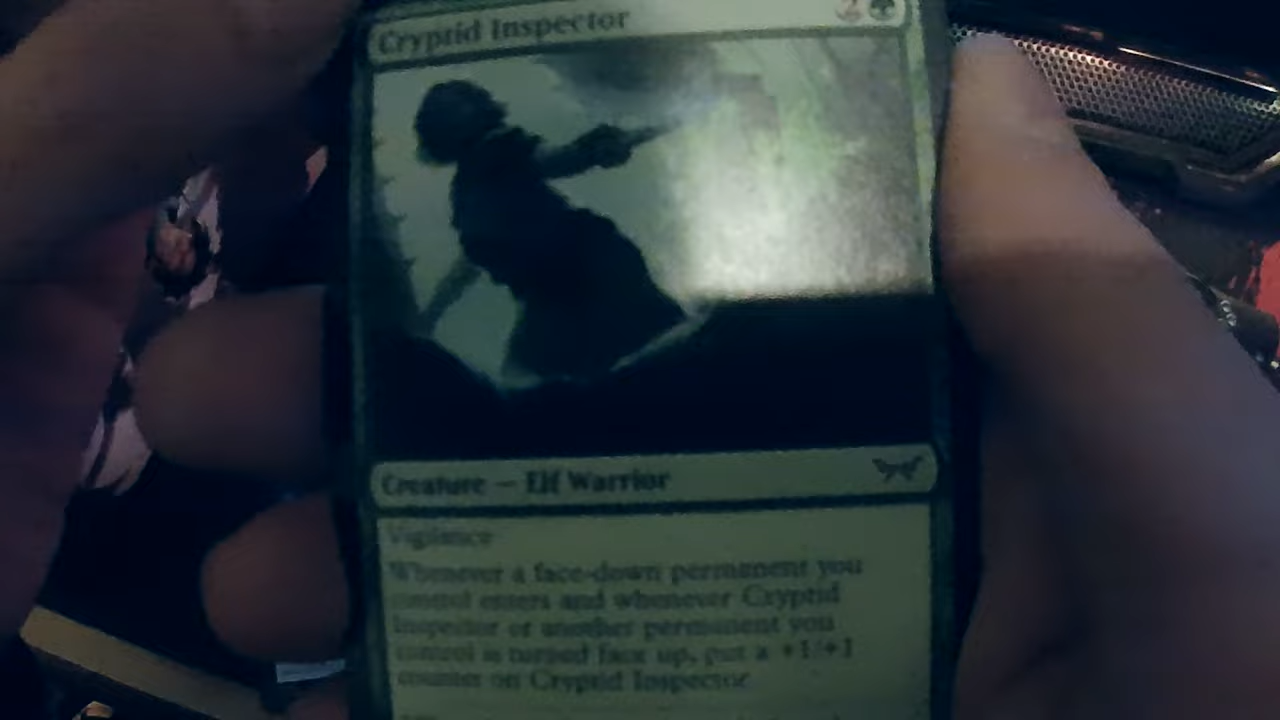 Cryptid Inspector 2
Creature — Elf Warrior
Vigilance
Whenever a face-down permanent you
control enters and whenever Cryptid
Inspector or another permanent you
control is turned face up, put a +1/+1
counter on Cryptid Inspector.